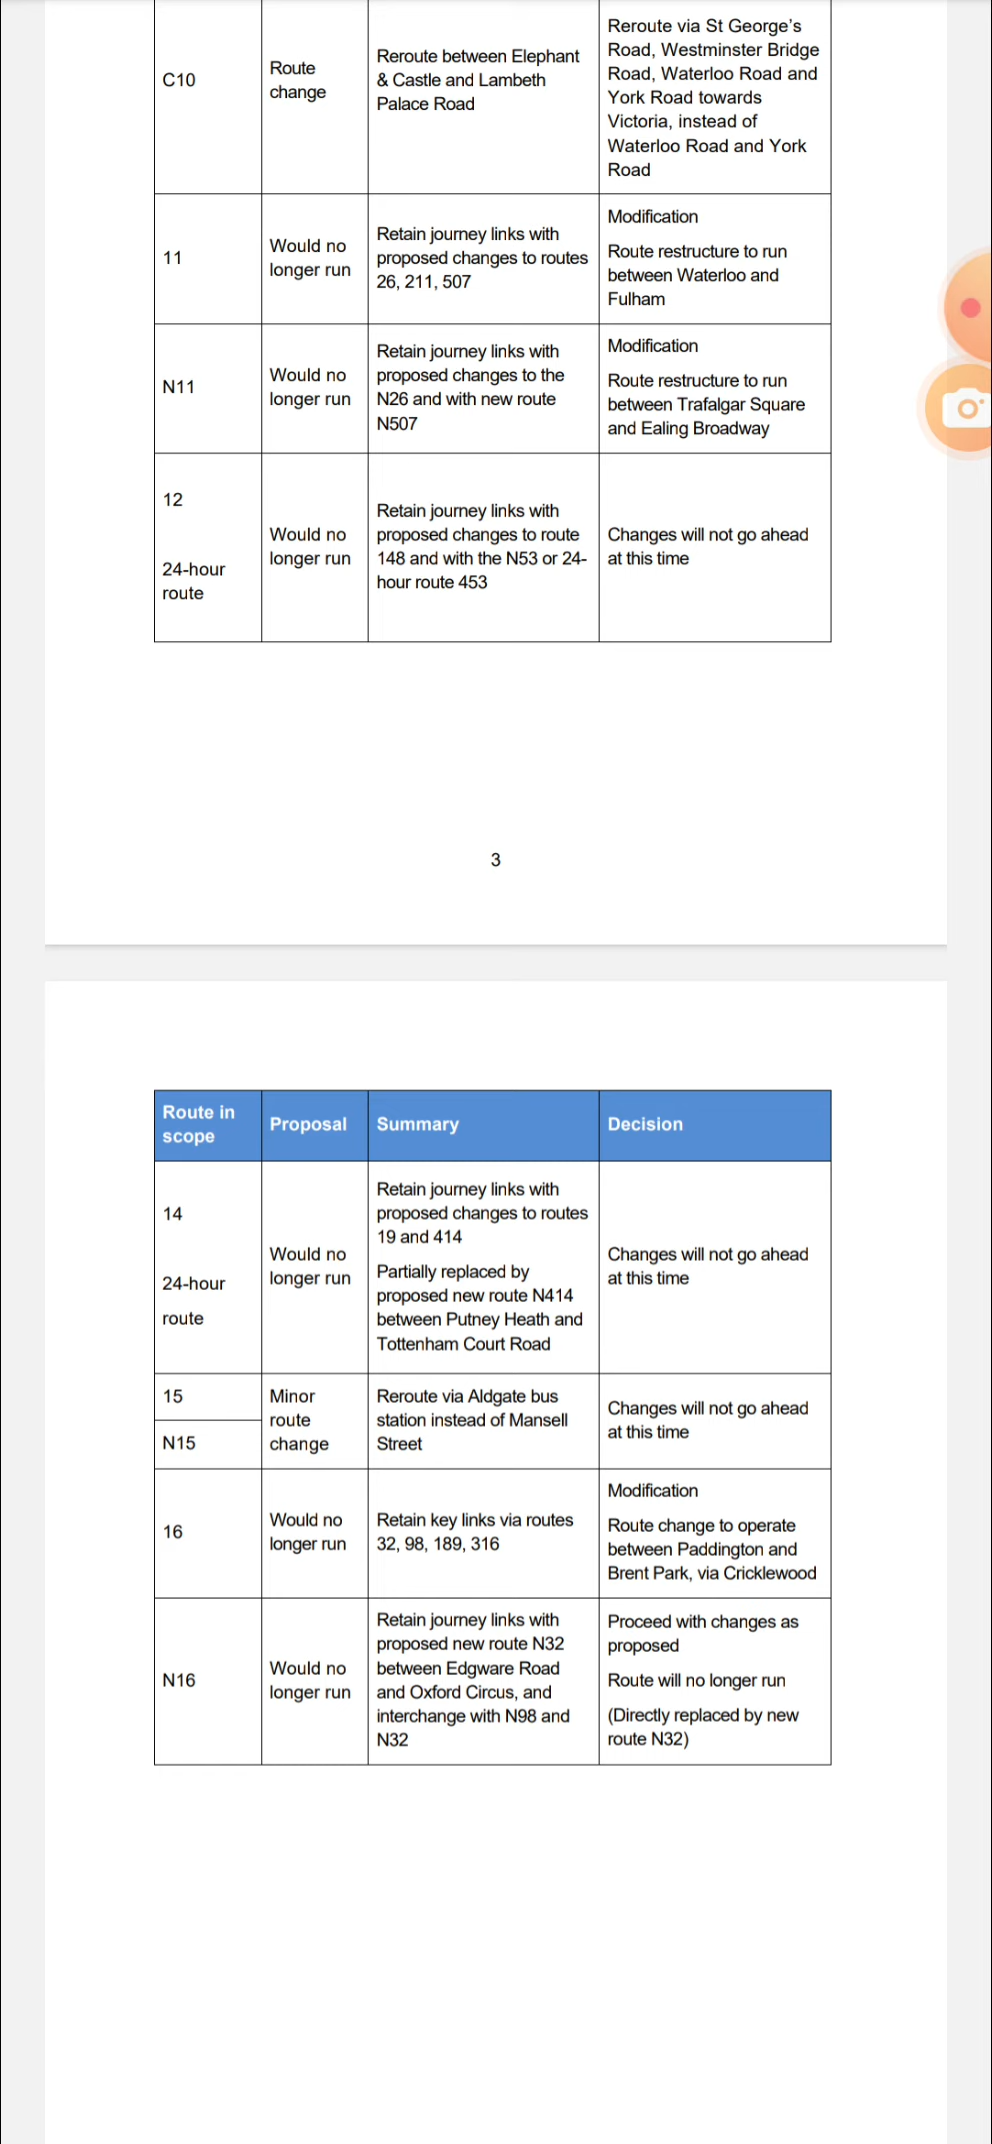 C10
Route
change
Reroute between Elephant
& Castle and Lambeth
Palace Road
Reroute via St George’s
Road, Westminster Bridge
Road, Waterloo Road and
York Road towards
Victoria, instead of
Waterloo Road and York
Road
11
Would no
longer run
Retain journey links with
proposed changes to routes
26, 211, 507
Modification
Route restructure to run
between Waterloo and
Fulham
N11
Would no
longer run
Retain journey links with
proposed changes to the
N26 and with new route
N507
Modification
Route restructure to run
between Trafalgar Square
and Ealing Broadway
12
24-hour
route
Would no
longer run
Retain journey links with
proposed changes to route
148 and with the N53 or 24-
hour route 453
Changes will not go ahead
at this time
3
Route in
scope
Proposal
Summary
Decision
14
24-hour
route
Would no
longer run
Retain journey links with
proposed changes to routes
19 and 414
Partially replaced by
proposed new route N414
between Putney Heath and
Tottenham Court Road
Changes will not go ahead
at this time
15
N15
Minor
route
change
Reroute via Aldgate bus
station instead of Mansell
Street
Changes will not go ahead
at this time
16
Would no
longer run
Retain key links via routes
32, 98, 189, 316
Modification
Route change to operate
between Paddington and
Brent Park, via Cricklewood
N16
Would no
longer run
Retain journey links with
proposed new route N32
between Edgware Road
and Oxford Circus, and
interchange with N98 and
N32
Proceed with changes as
proposed
Route will no longer run
(Directly replaced by new
route N32)